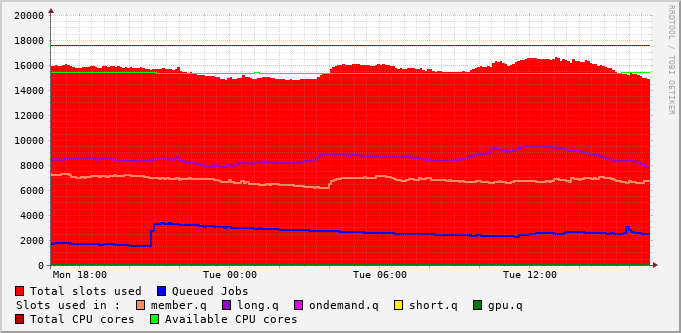 20000
18000
16000
14000
12000
10000
8000
6000
4000
2000
0
Mon 18:00 Tue 00:00 Tue 06:00 Tue 12:00
RRDTOOL / TOBI OETIKER
Total slots used Queued Jobs
Slots used in : member.q long.q ondemand.q short.q gpu.q
Total CPU cores Available CPU cores